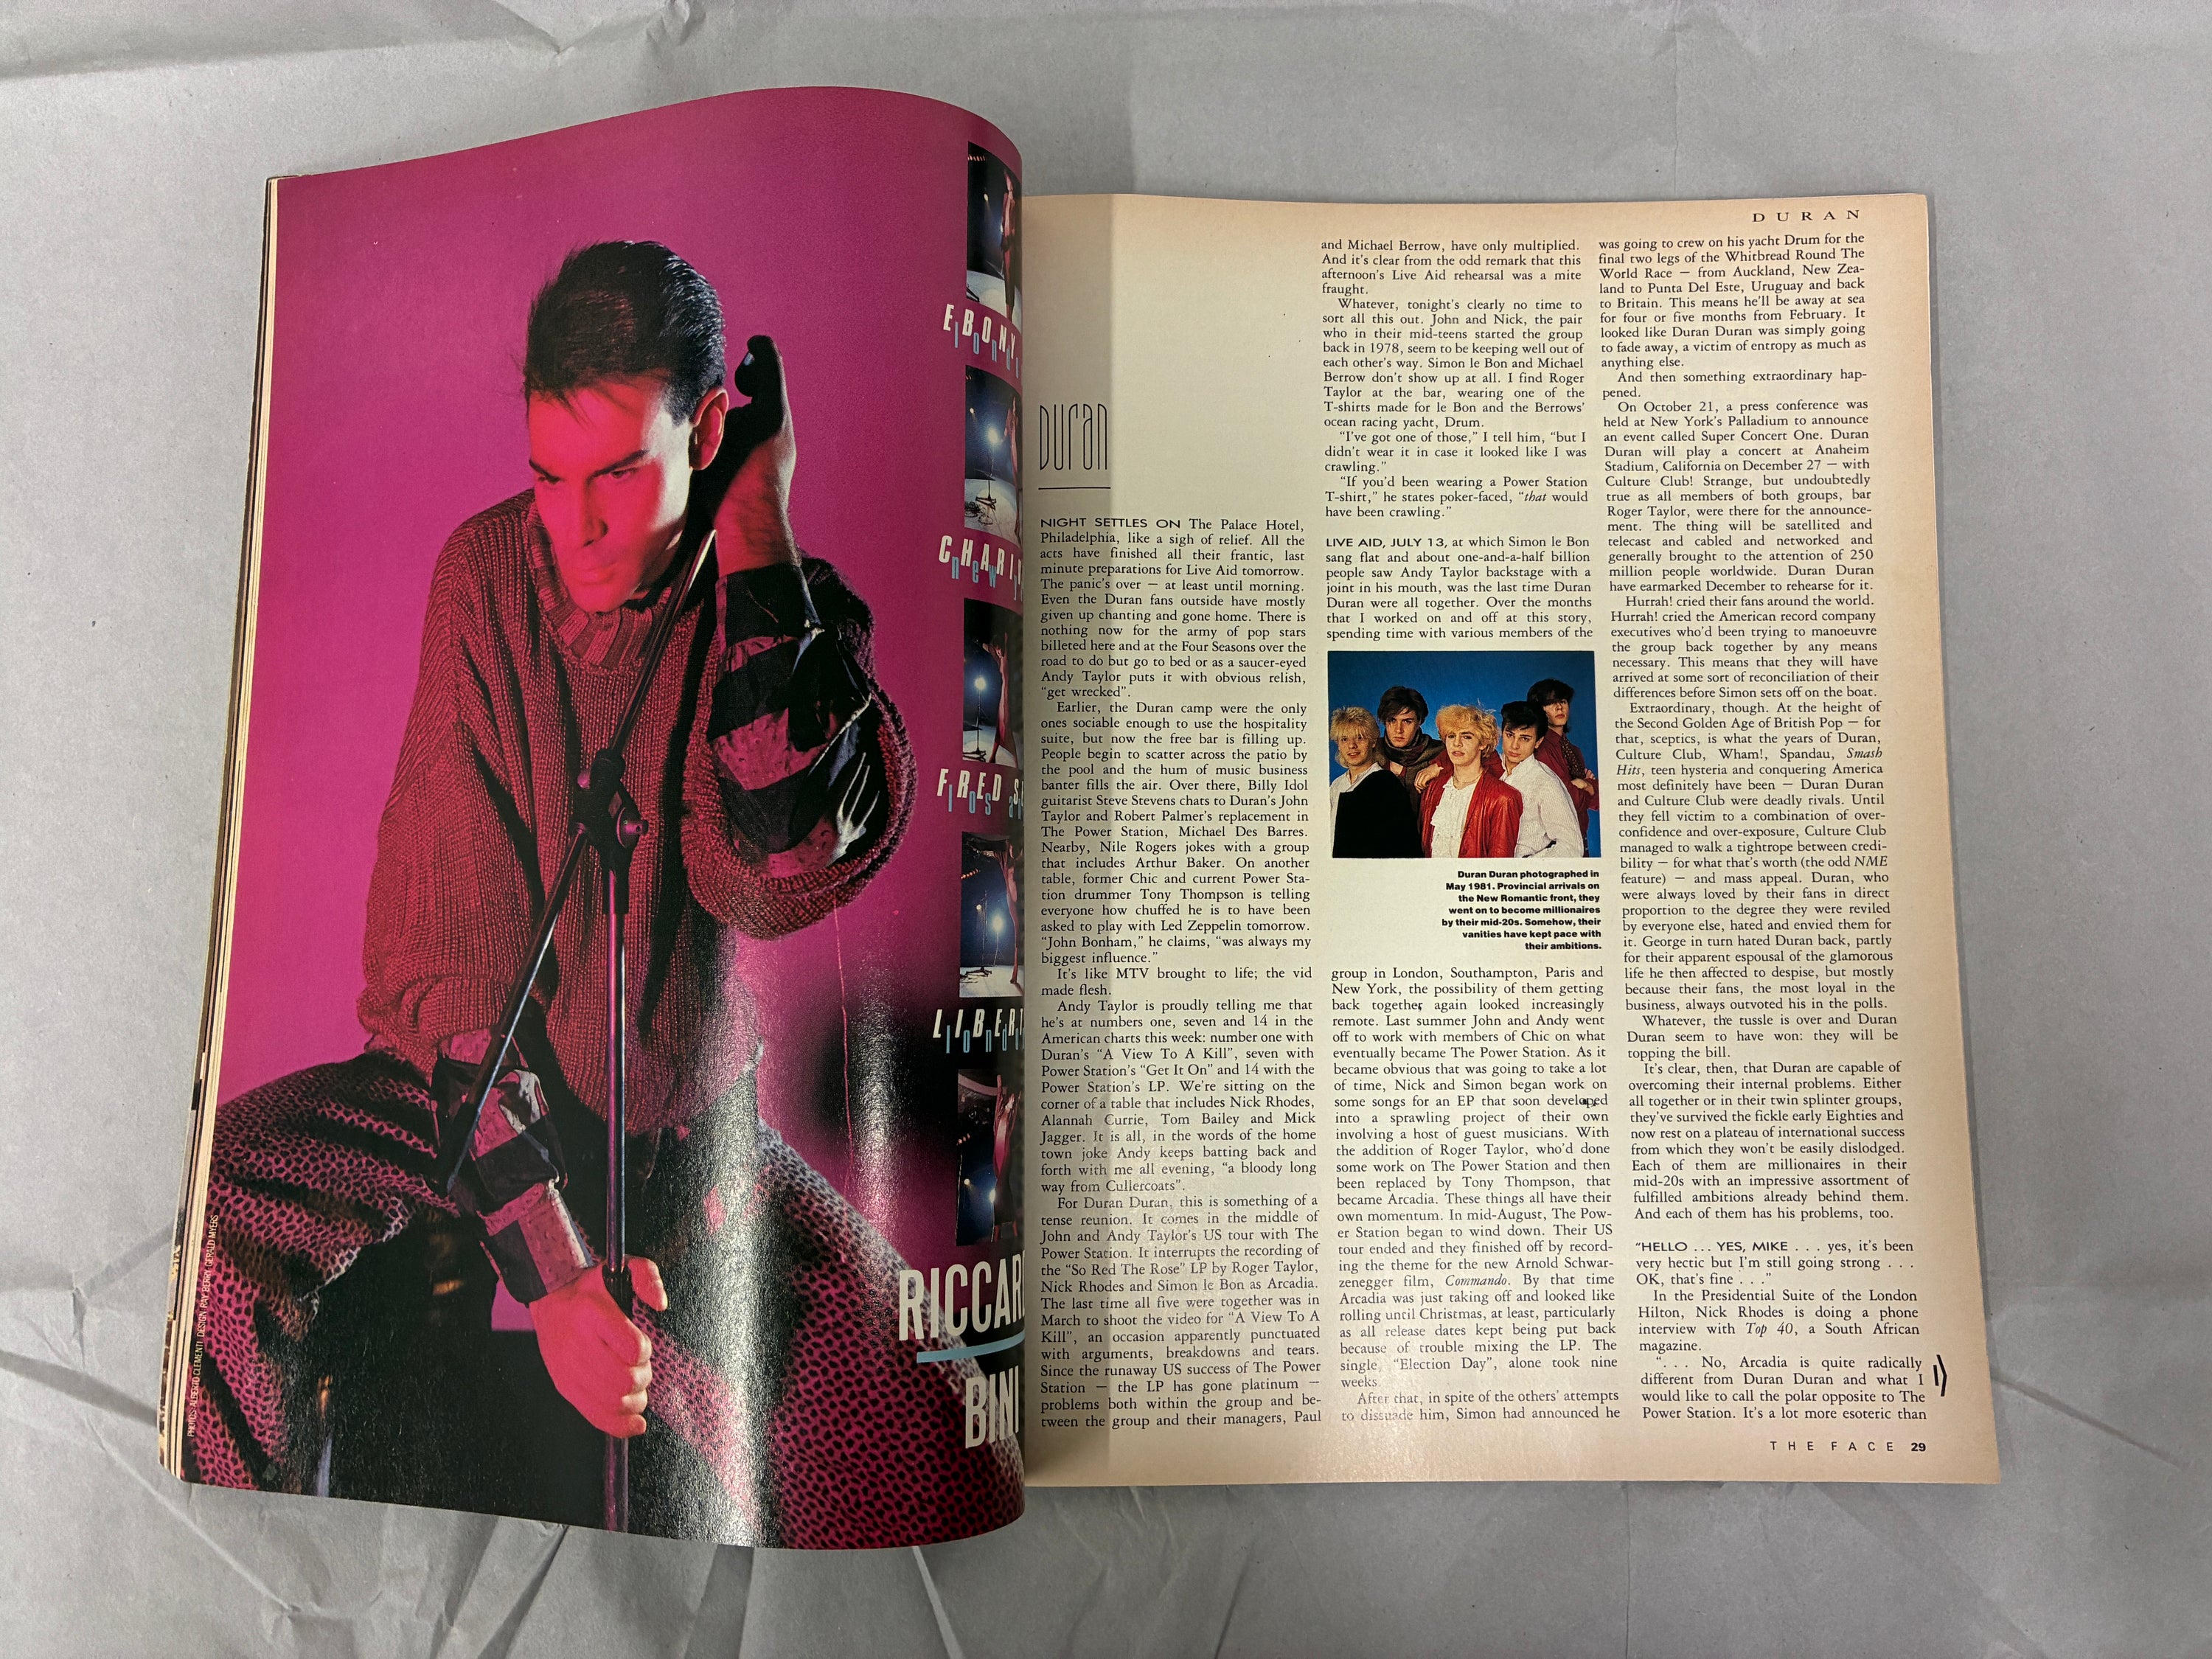 EBONY
london
CHARI
new
FRED SE
los a
LIBERT
london
RICCAR
BINI
PHOTOS: ALBERTO CLEMENTI DESIGN: RAY BERRY, GERALD MYERS
DURAN
Duran
NIGHT SETTLES ON The Palace Hotel,
Philadelphia, like a sigh of relief. All the
acts have finished all their frantic, last
minute preparations for Live Aid tomorrow.
The panic's over — at least until morning.
Even the Duran fans outside have mostly
given up chanting and gone home. There is
nothing now for the army of pop stars
billeted here and at the Four Seasons over the
road to do but go to bed or as a saucer-eyed
Andy Taylor puts it with obvious relish,
“get wrecked”.
Earlier, the Duran camp were the only
ones sociable enough to use the hospitality
suite, but now the free bar is filling up.
People begin to scatter across the patio by
the pool and the hum of music business
banter fills the air. Over there, Billy Idol
guitarist Steve Stevens chats to Duran's John
Taylor and Robert Palmer's replacement in
The Power Station, Michael Des Barres.
Nearby, Nile Rogers jokes with a group
that includes Arthur Baker. On another
table, former Chic and current Power Sta-
tion drummer Tony Thompson is telling
everyone how chuffed he is to have been
asked to play with Led Zeppelin tomorrow.
“John Bonham,” he claims, “was always my
biggest influence.”
It's like MTV brought to life; the vid
made flesh.
Andy Taylor is proudly telling me that
he's at numbers one, seven and 14 in the
American charts this week: number one with
Duran's “A View To A Kill”, seven with
Power Station's “Get It On” and 14 with the
Power Station's LP. We're sitting on the
corner of a table that includes Nick Rhodes,
Alannah Currie, Tom Bailey and Mick
Jagger. It is all, in the words of the home
town joke Andy keeps batting back and
forth with me all evening, “a bloody long
way from Cullercoats”.
For Duran Duran, this is something of a
tense reunion. It comes in the middle of
John and Andy Taylor's US tour with The
Power Station. It interrupts the recording of
the “So Red The Rose” LP by Roger Taylor,
Nick Rhodes and Simon le Bon as Arcadia.
The last time all five were together was in
March to shoot the video for “A View To A
Kill”, an occasion apparently punctuated
with arguments, breakdowns and tears.
Since the runaway US success of The Power
Station — the LP has gone platinum —
problems both within the group and be-
tween the group and their managers, Paul
and Michael Berrow, have only multiplied.
And it's clear from the odd remark that this
afternoon's Live Aid rehearsal was a mite
fraught.
Whatever, tonight's clearly no time to
sort all this out. John and Nick, the pair
who in their mid-teens started the group
back in 1978, seem to be keeping well out of
each other's way. Simon le Bon and Michael
Berrow don't show up at all. I find Roger
Taylor at the bar, wearing one of the
T-shirts made for le Bon and the Berrows'
ocean racing yacht, Drum.
“I've got one of those,” I tell him, “but I
didn't wear it in case it looked like I was
crawling.”
“If you'd been wearing a Power Station
T-shirt,” he states poker-faced, “that would
have been crawling.”
LIVE AID, JULY 13, at which Simon le Bon
sang flat and about one-and-a-half billion
people saw Andy Taylor backstage with a
joint in his mouth, was the last time Duran
Duran were all together. Over the months
that I worked on and off at this story,
spending time with various members of the
Duran Duran photographed in
May 1981. Provincial arrivals on
the New Romantic front, they
went on to become millionaires
by their mid-20s. Somehow, their
vanities have kept pace with
their ambitions.
group in London, Southampton, Paris and
New York, the possibility of them getting
back together again looked increasingly
remote. Last summer John and Andy went
off to work with members of Chic on what
eventually became The Power Station. As it
became obvious that was going to take a lot
of time, Nick and Simon began work on
some songs for an EP that soon developed
into a sprawling project of their own
involving a host of guest musicians. With
the addition of Roger Taylor, who'd done
some work on The Power Station and then
been replaced by Tony Thompson, that
became Arcadia. These things all have their
own momentum. In mid-August, The Pow-
er Station began to wind down. Their US
tour ended and they finished off by record-
ing the theme for the new Arnold Schwar-
zenegger film, Commando. By that time
Arcadia was just taking off and looked like
rolling until Christmas, at least, particularly
as all release dates kept being put back
because of trouble mixing the LP. The
single, “Election Day”, alone took nine
weeks.
After that, in spite of the others' attempts
to dissuade him, Simon had announced he
was going to crew on his yacht Drum for the
final two legs of the Whitbread Round The
World Race — from Auckland, New Zea-
land to Punta Del Este, Uruguay and back
to Britain. This means he'll be away at sea
for four or five months from February. It
looked like Duran Duran was simply going
to fade away, a victim of entropy as much as
anything else.
And then something extraordinary hap-
pened.
On October 21, a press conference was
held at New York's Palladium to announce
an event called Super Concert One. Duran
Duran will play a concert at Anaheim
Stadium, California on December 27 — with
Culture Club! Strange, but undoubtedly
true as all members of both groups, bar
Roger Taylor, were there for the announce-
ment. The thing will be satellited and
telecast and cabled and networked and
generally brought to the attention of 250
million people worldwide. Duran Duran
have earmarked December to rehearse for it.
Hurrah! cried their fans around the world.
Hurrah! cried the American record company
executives who'd been trying to manoeuvre
the group back together by any means
necessary. This means that they will have
arrived at some sort of reconciliation of their
differences before Simon sets off on the boat.
Extraordinary, though. At the height of
the Second Golden Age of British Pop — for
that, sceptics, is what the years of Duran,
Culture Club, Wham!, Spandau, Smash
Hits, teen hysteria and conquering America
most definitely have been — Duran Duran
and Culture Club were deadly rivals. Until
they fell victim to a combination of over-
confidence and over-exposure, Culture Club
managed to walk a tightrope between credi-
bility — for what that's worth (the odd NME
feature) — and mass appeal. Duran, who
were always loved by their fans in direct
proportion to the degree they were reviled
by everyone else, hated and envied them for
it. George in turn hated Duran back, partly
for their apparent espousal of the glamorous
life he then affected to despise, but mostly
because their fans, the most loyal in the
business, always outvoted his in the polls.
Whatever, the tussle is over and Duran
Duran seem to have won: they will be
topping the bill.
It's clear, then, that Duran are capable of
overcoming their internal problems. Either
all together or in their twin splinter groups,
they've survived the fickle early Eighties and
now rest on a plateau of international success
from which they won't be easily dislodged.
Each of them are millionaires in their
mid-20s with an impressive assortment of
fulfilled ambitions already behind them.
And each of them has his problems, too.
“HELLO ... YES, MIKE . . . yes, it's been
very hectic but I'm still going strong . . .
OK, that's fine . . .”
In the Presidential Suite of the London
Hilton, Nick Rhodes is doing a phone
interview with Top 40, a South African
magazine.
“. . . No, Arcadia is quite radically
different from Duran Duran and what I
would like to call the polar opposite to The
Power Station. It's a lot more esoteric than
THE FACE 29